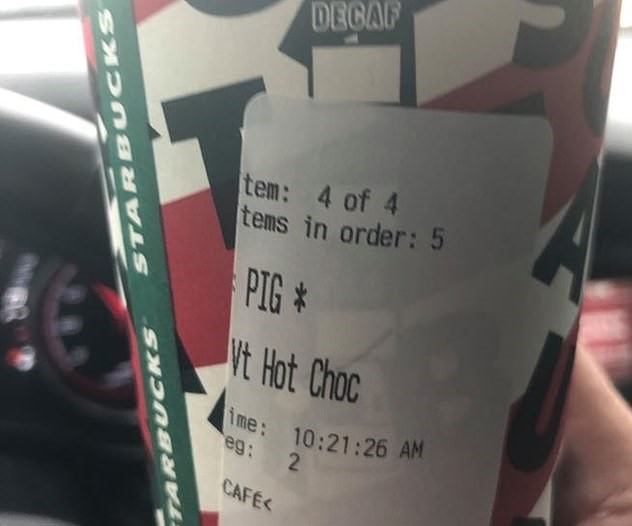 DECAF
STARBUCKS
TARBUCKS
tem: 4 of 4
tems in order: 5
PIG *
Vt Hot Choc
ime: 10:21:26 AM
eg: 2
CAFÉ<